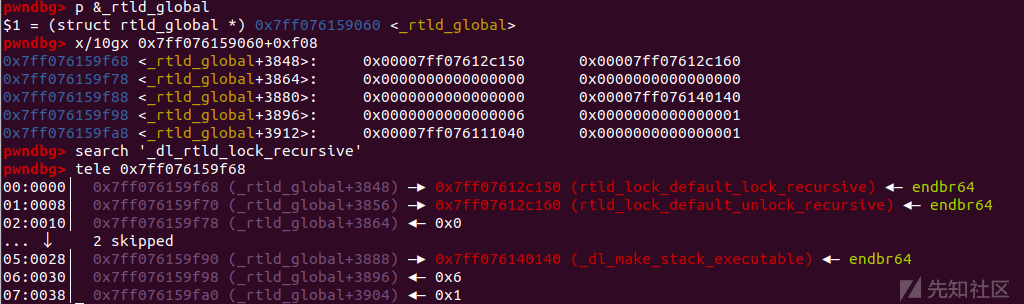 pwndbg> p &_rtld_global
$1 = (struct rtld_global *) 0x7ff076159060 <_rtld_global>
pwndbg> x/10gx 0x7ff076159060+0xf08
0x7ff076159f68 <_rtld_global+3848>: 0x00007ff07612c150 0x00007ff07612c160
0x7ff076159f78 <_rtld_global+3864>: 0x0000000000000000 0x0000000000000000
0x7ff076159f88 <_rtld_global+3880>: 0x0000000000000000 0x00007ff076140140
0x7ff076159f98 <_rtld_global+3896>: 0x0000000000000006 0x0000000000000001
0x7ff076159fa8 <_rtld_global+3912>: 0x00007ff076111040 0x0000000000000001
pwndbg> search '_dl_rtld_lock_recursive'
pwndbg> tele 0x7ff076159f68
00:0000│ 0x7ff076159f68 (_rtld_global+3848) —▸ 0x7ff07612c150 (rtld_lock_default_lock_recursive) ◂— endbr64
01:0008│ 0x7ff076159f70 (_rtld_global+3856) —▸ 0x7ff07612c160 (rtld_lock_default_unlock_recursive) ◂— endbr64
02:0010│ 0x7ff076159f78 (_rtld_global+3864) ◂— 0x0
... ↓ 2 skipped
05:0028│ 0x7ff076159f90 (_rtld_global+3888) —▸ 0x7ff076140140 (_dl_make_stack_executable) ◂— endbr64
06:0030│ 0x7ff076159f98 (_rtld_global+3896) ◂— 0x6
07:0038│ 0x7ff076159fa0 (_rtld_global+3904) ◂— 0x1
先知社区